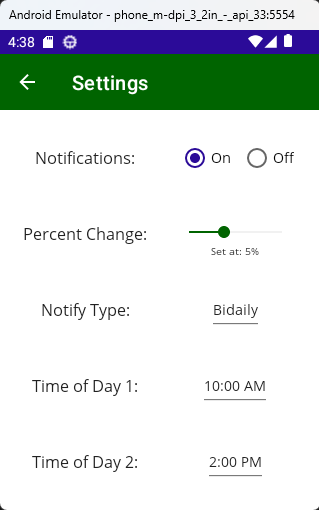 Android Emulator - phone_m-dpi_3_2in_-_api_33:5554
4:38
Settings
Notifications: On Off
Percent Change:
Set at: 5%
Notify Type: Bidaily
Time of Day 1: 10:00 AM
Time of Day 2: 2:00 PM